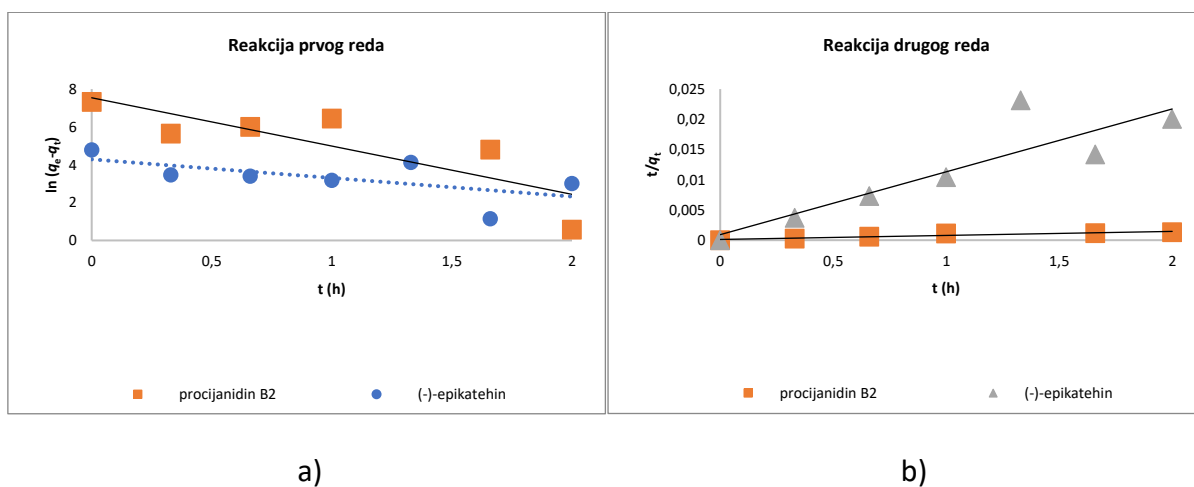 Reakcija prvog reda
8
6
4
2
0
ln (qe-qt)
0 0,5 1 1,5 2
t (h)
procijanidin B2 (-)-epikatehin
a)
Reakcija drugog reda
0,025
0,02
0,015
0,01
0,005
0
t/qt
0 0,5 1 1,5 2
t (h)
procijanidin B2 (-)-epikatehin
b)